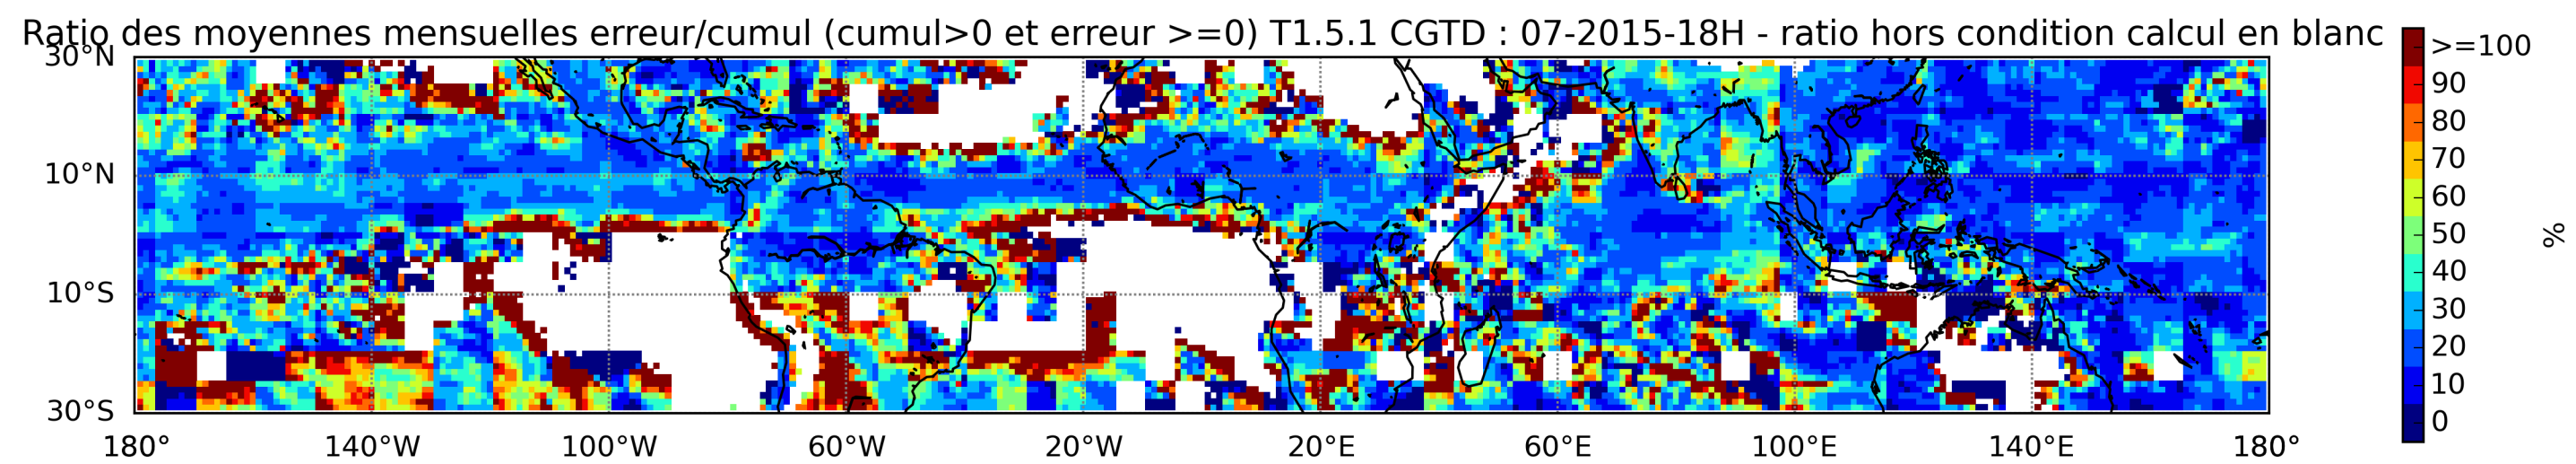 Ratio des moyennes mensuelles erreur/cumul (cumul>0 et erreur >=0) T1.5.1 CGTD : 07-2015-18H - ratio hors condition calcul en blanc
30°N
10°N
10°S
30°S
180° 140°W 100°W 60°W 20°W 20°E 60°E 100°E 140°E 180°
>=100
90
80
70
60
50
40
30
20
10
0
%